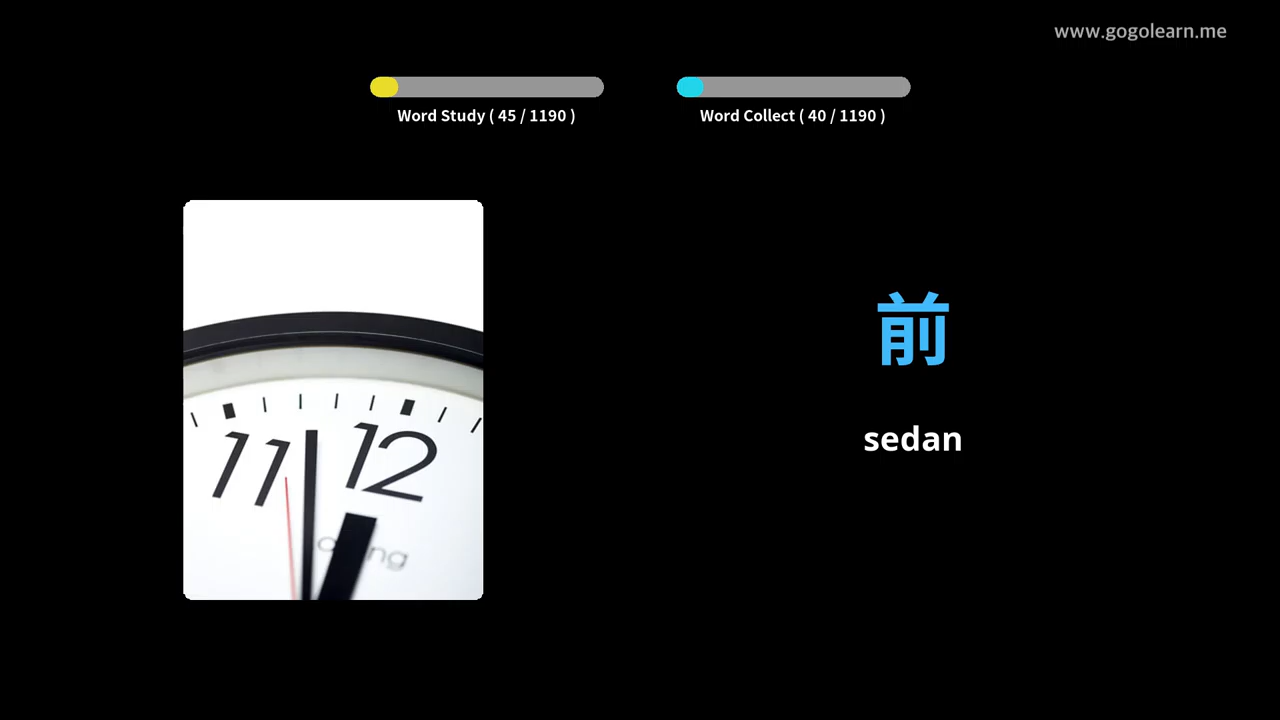 www.gogolearn.me
Word Study ( 45 / 1190 )
Word Collect ( 40 / 1190 )
11 12
前
sedan